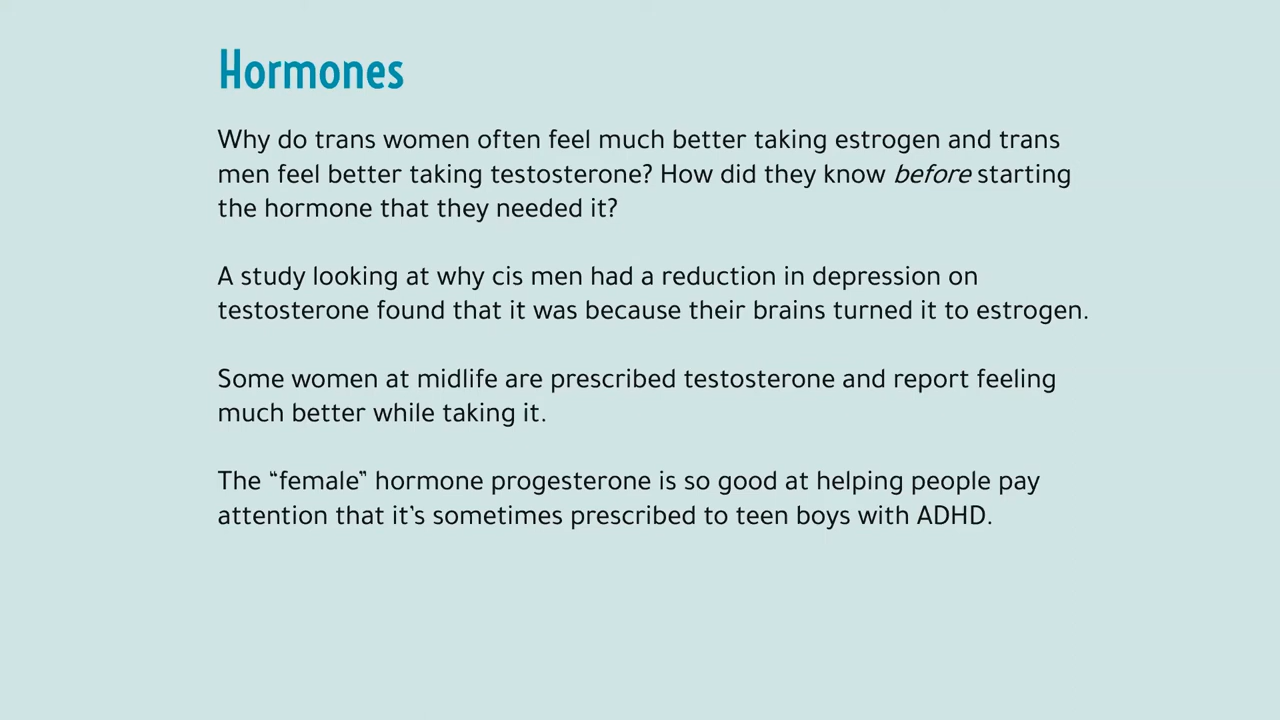 Hormones
Why do trans women often feel much better taking estrogen and trans
men feel better taking testosterone? How did they know before starting
the hormone that they needed it?
A study looking at why cis men had a reduction in depression on
testosterone found that it was because their brains turned it to estrogen.
Some women at midlife are prescribed testosterone and report feeling
much better while taking it.
The “female” hormone progesterone is so good at helping people pay
attention that it’s sometimes prescribed to teen boys with ADHD.